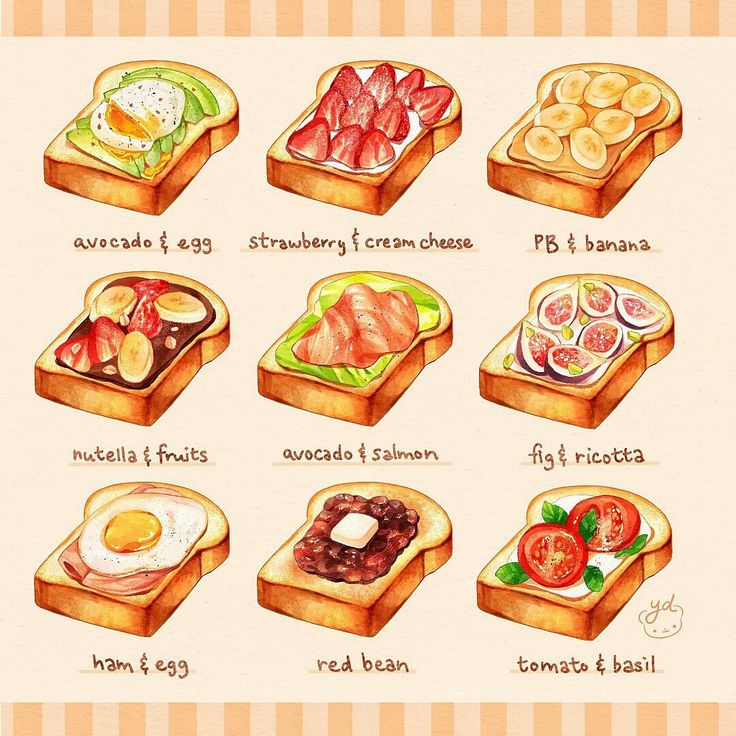 avocado & egg
strawberry & cream cheese
PB & banana
nutella & fruits
avocado & salmon
fig & ricotta
ham & egg
red bean
tomato & basil
yd